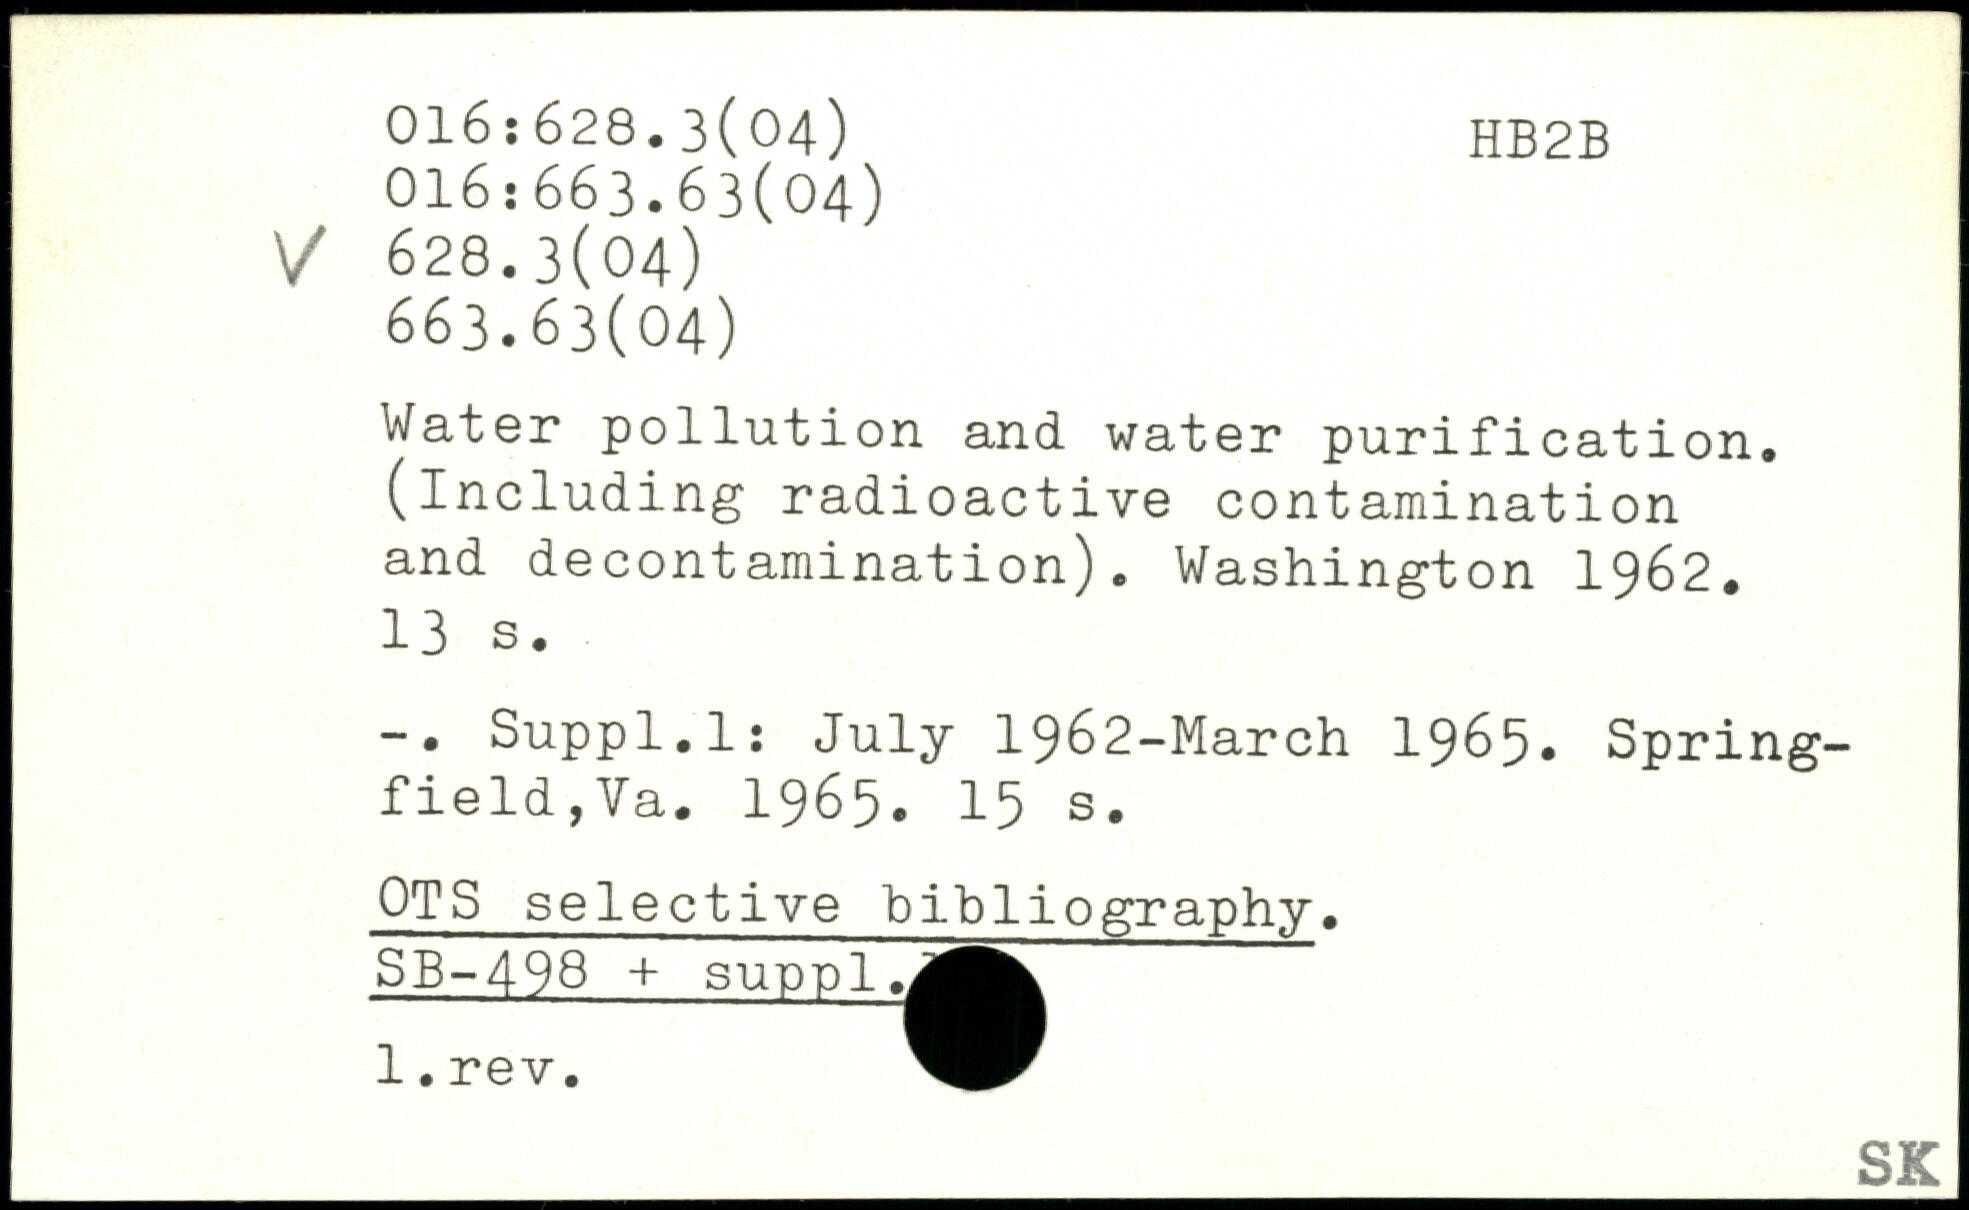 016:628.3(04)
HB2B
016:663.63(04)
V 628.3(04)
663.63(04)
Water pollution and water purification.
(Including radioactive contamination
and decontamination). Washington 1962.
13 s.
-. Suppl.1: July 1962-March 1965. Spring-
field,Va. 1965. 15 s.
OTS selective bibliography.
SB-498 + suppl.
1.rev.
SK